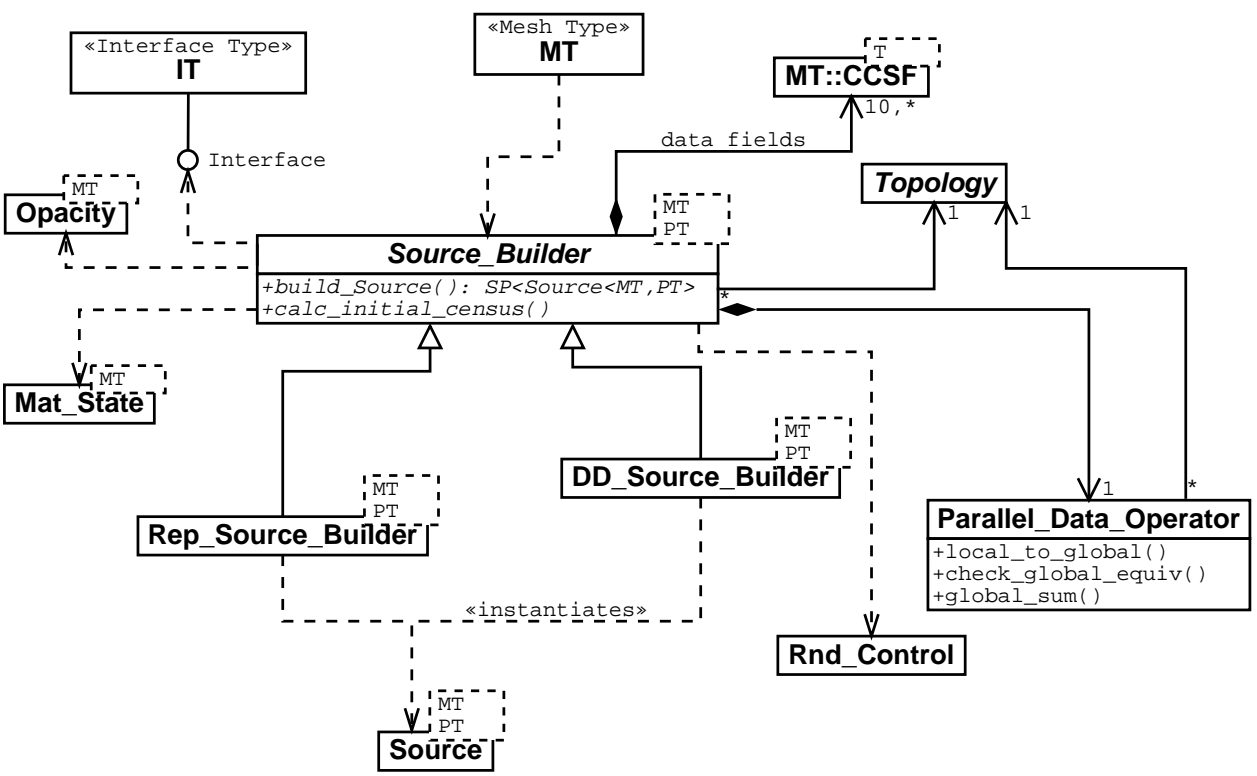 «Interface Type»
IT
«Mesh Type»
MT
T
MT::CCSF
10,*
data fields
Interface
MT
Opacity
Topology
1
1
MT
PT
Source_Builder
+build_Source(): SP<Source<MT,PT>
+calc_initial_census()
*
MT
Mat_State
MT
PT
DD_Source_Builder
MT
PT
Rep_Source_Builder
1
*
Parallel_Data_Operator
+local_to_global()
+check_global_equiv()
+global_sum()
«instantiates»
Rnd_Control
MT
PT
Source